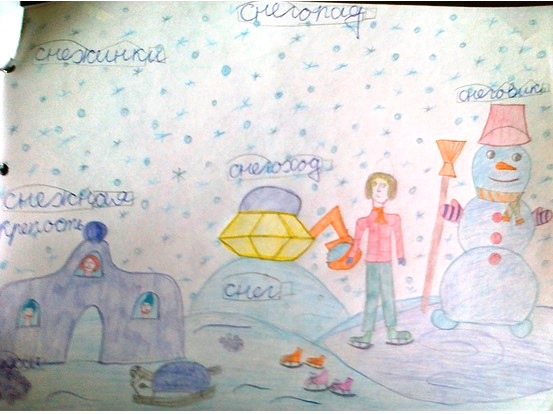 снегопад
снежинки
снеговик
снегоход
снежная
крепость
снег